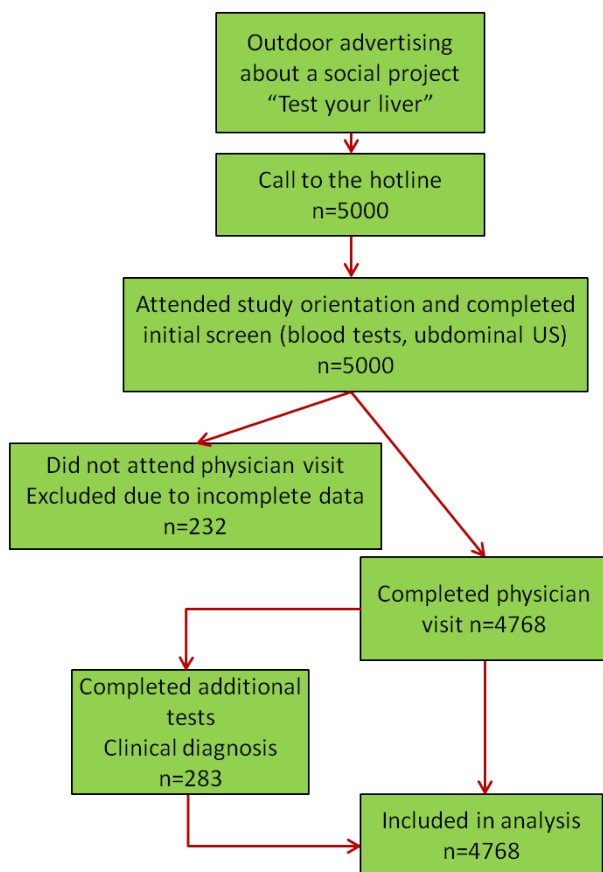 Outdoor advertising
about a social project
“Test your liver”
Call to the hotline
n=5000
Attended study orientation and completed
initial screen (blood tests, ubdominal US)
n=5000
Did not attend physician visit
Excluded due to incomplete data
n=232
Completed physician
visit n=4768
Completed additional
tests
Clinical diagnosis
n=283
Included in analysis
n=4768